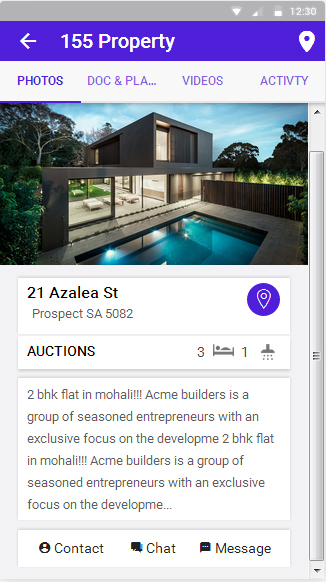 12:30
155 Property
PHOTOS
DOC & PLA...
VIDEOS
ACTIVTY
21 Azalea St
Prospect SA 5082
AUCTIONS
3
1
2 bhk flat in mohali!!! Acme builders is a
group of seasoned entrepreneurs with an
exclusive focus on the developme 2 bhk flat
in mohali!!! Acme builders is a group of
seasoned entrepreneurs with an exclusive
focus on the developme...
Contact
Chat
Message